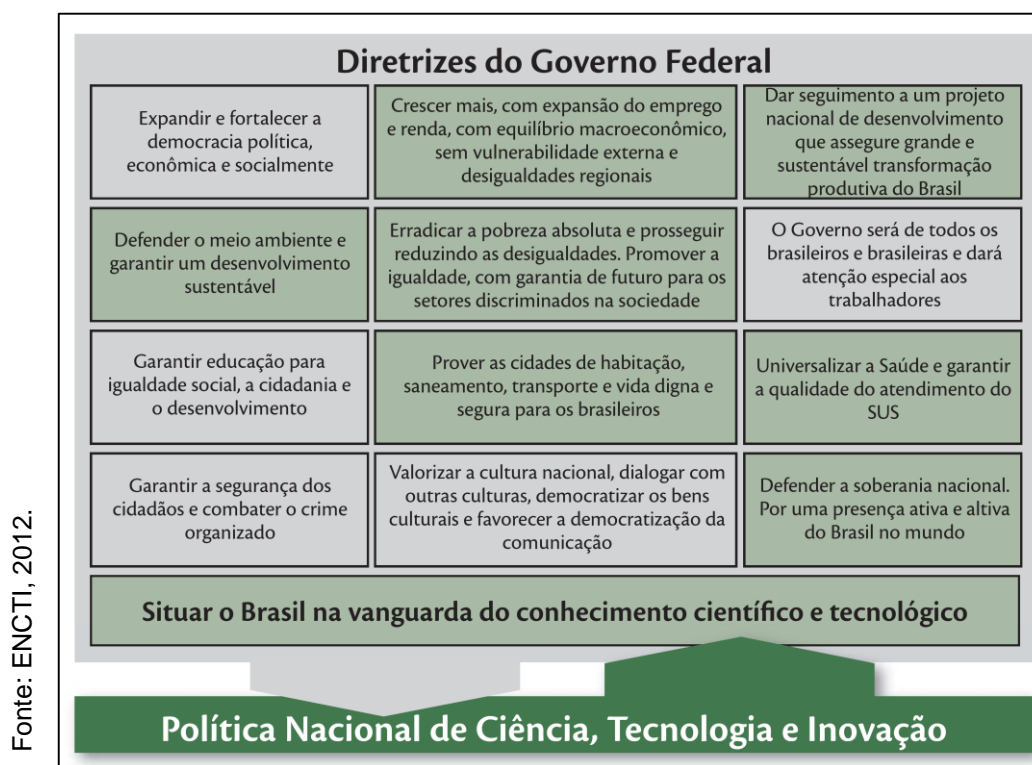 Diretrizes do Governo Federal
Expandir e fortalecer a
democracia política,
econômica e socialmente
Crescer mais, com expansão do emprego
e renda, com equilíbrio macroeconômico,
sem vulnerabilidade externa e
desigualdades regionais
Dar seguimento a um projeto
nacional de desenvolvimento
que assegure grande e
sustentável transformação
produtiva do Brasil
Defender o meio ambiente e
garantir um desenvolvimento
sustentável
Erradicar a pobreza absoluta e prosseguir
reduzindo as desigualdades. Promover a
igualdade, com garantia de futuro para os
setores discriminados na sociedade
O Governo será de todos os
brasileiros e brasileiras e dará
atenção especial aos
trabalhadores
Garantir educação para
igualdade social, a cidadania e
o desenvolvimento
Prover as cidades de habitação,
saneamento, transporte e vida digna e
segura para os brasileiros
Universalizar a Saúde e garantir
a qualidade do atendimento do
SUS
Garantir a segurança dos
cidadãos e combater o crime
organizado
Valorizar a cultura nacional, dialogar com
outras culturas, democratizar os bens
culturais e favorecer a democratização da
comunicação
Defender a soberania nacional.
Por uma presença ativa e altiva
do Brasil no mundo
Situar o Brasil na vanguarda do conhecimento científico e tecnológico
Política Nacional de Ciência, Tecnologia e Inovação
Fonte: ENCTI, 2012.